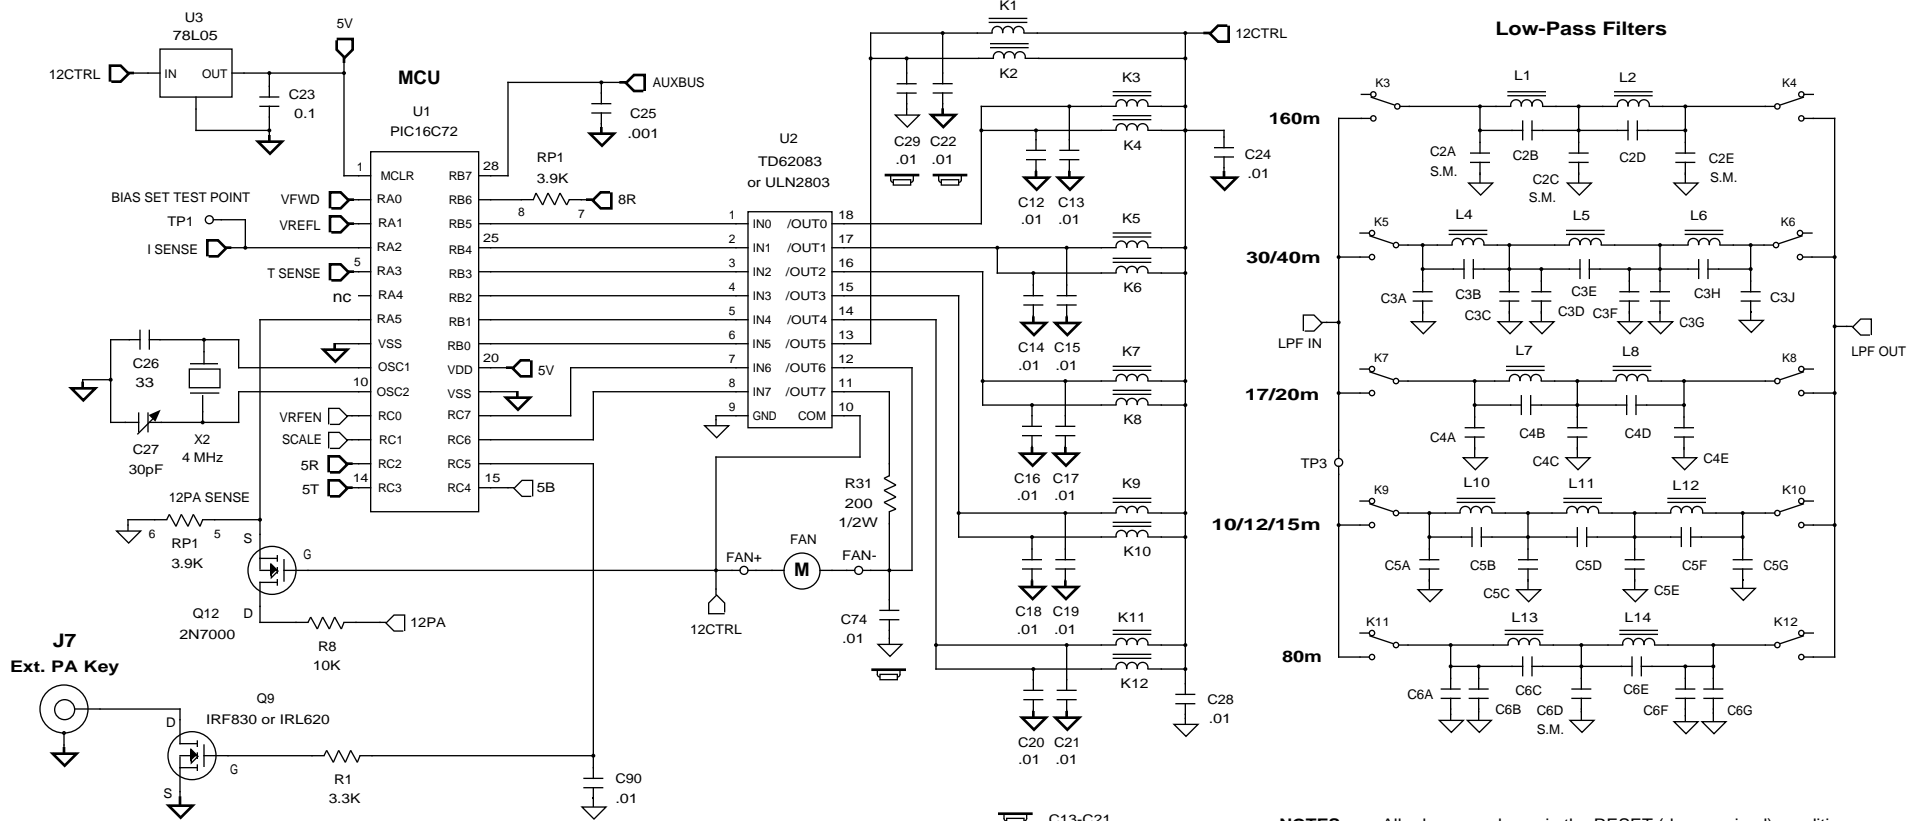 U3
78L05
12CTRL
IN
OUT
5V
C23
0.1
MCU
U1
PIC16C72
AUXBUS
C25
.001
RP1
3.9K
8
7
8R
BIAS SET TEST POINT
TP1
VFWD
VREFL
I SENSE
T SENSE
nc
1
5
10
14
MCLR
RA0
RA1
RA2
RA3
RA4
RA5
VSS
OSC1
OSC2
RC0
RC1
RC2
RC3
28
25
20
15
RB7
RB6
RB5
RB4
RB3
RB2
RB1
RB0
VDD
VSS
RC7
RC6
RC5
RC4
5V
5B
C26
33
C27
30pF
X2
4 MHz
VRFEN
SCALE
5R
5T
12PA SENSE
6
5
RP1
3.9K
S
G
D
Q12
2N7000
R8
10K
12PA
J7
Ext. PA Key
Q9
IRF830 or IRL620
D
G
S
R1
3.3K
C90
.01
U2
TD62083
or ULN2803
1
2
3
4
5
6
7
8
9
IN0
IN1
IN2
IN3
IN4
IN5
IN6
IN7
GND
/OUT0
/OUT1
/OUT2
/OUT3
/OUT4
/OUT5
/OUT6
/OUT7
COM
18
17
16
15
14
13
12
11
10
R31
200
1/2W
FAN+
FAN
M
FAN-
12CTRL
C74
.01
K1
K2
12CTRL
C29
.01
C22
.01
K3
K4
C12
.01
C13
.01
C24
.01
K5
K6
C14
.01
C15
.01
K7
K8
C16
.01
C17
.01
K9
K10
C18
.01
C19
.01
K11
K12
C20
.01
C21
.01
C28
.01
C13-C21
Low-Pass Filters
160m
K3
L1
L2
K4
C2A
S.M.
C2B
C2C
S.M.
C2D
C2E
S.M.
30/40m
K5
L4
L5
L6
K6
C3A
C3B
C3C
C3D
C3E
C3F
C3G
C3H
C3J
LPF IN
LPF OUT
17/20m
K7
L7
L8
K8
C4A
C4B
C4C
C4D
C4E
TP3
10/12/15m
K9
L10
L11
L12
K10
C5A
C5B
C5C
C5D
C5E
C5F
C5G
80m
K11
L13
L14
K12
C6A
C6B
C6C
C6D
S.M.
C6E
C6F
C6G